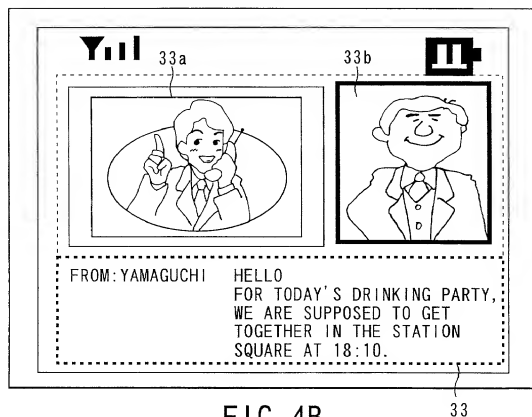 33a
33b
FROM:YAMAGUCHI HELLO
FOR TODAY'S DRINKING PARTY,
WE ARE SUPPOSED TO GET
TOGETHER IN THE STATION
SQUARE AT 18:10.
33
FIG. 4B